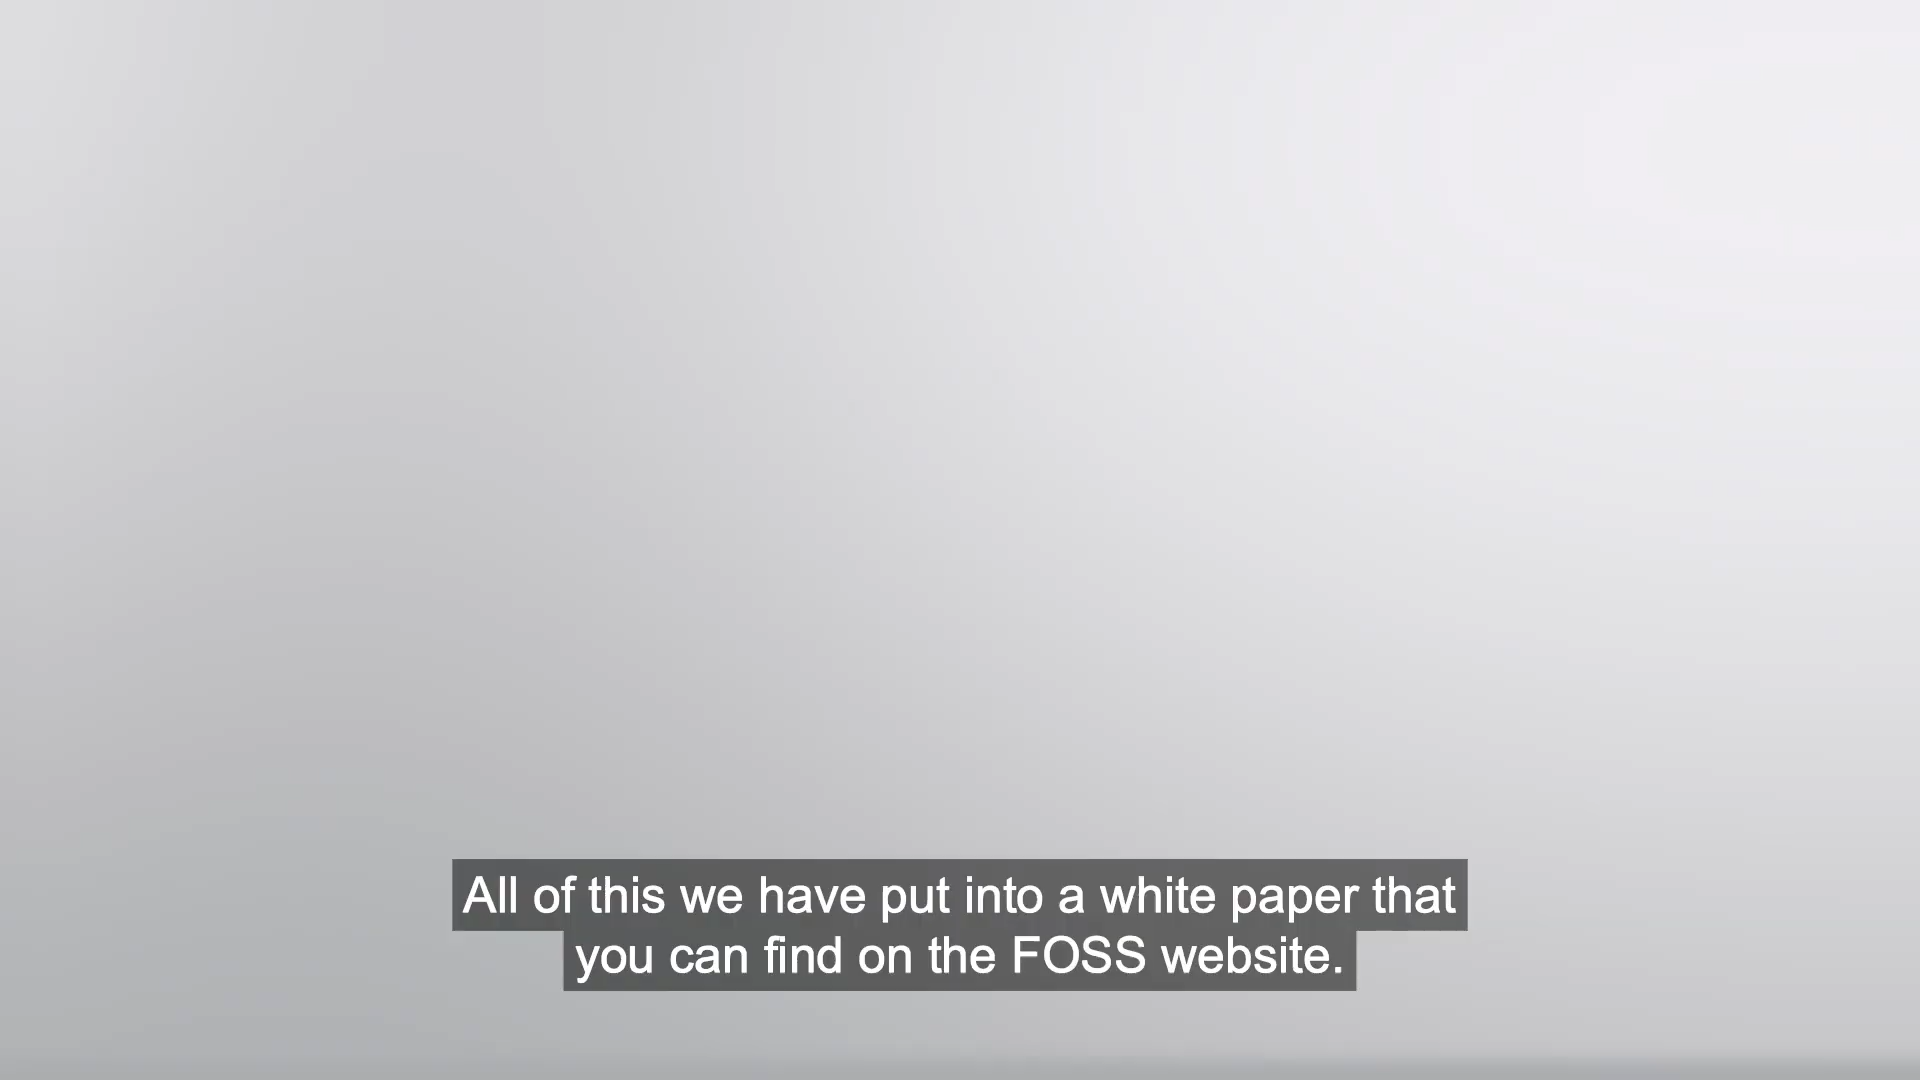 All of this we have put into a white paper that
you can find on the FOSS website.